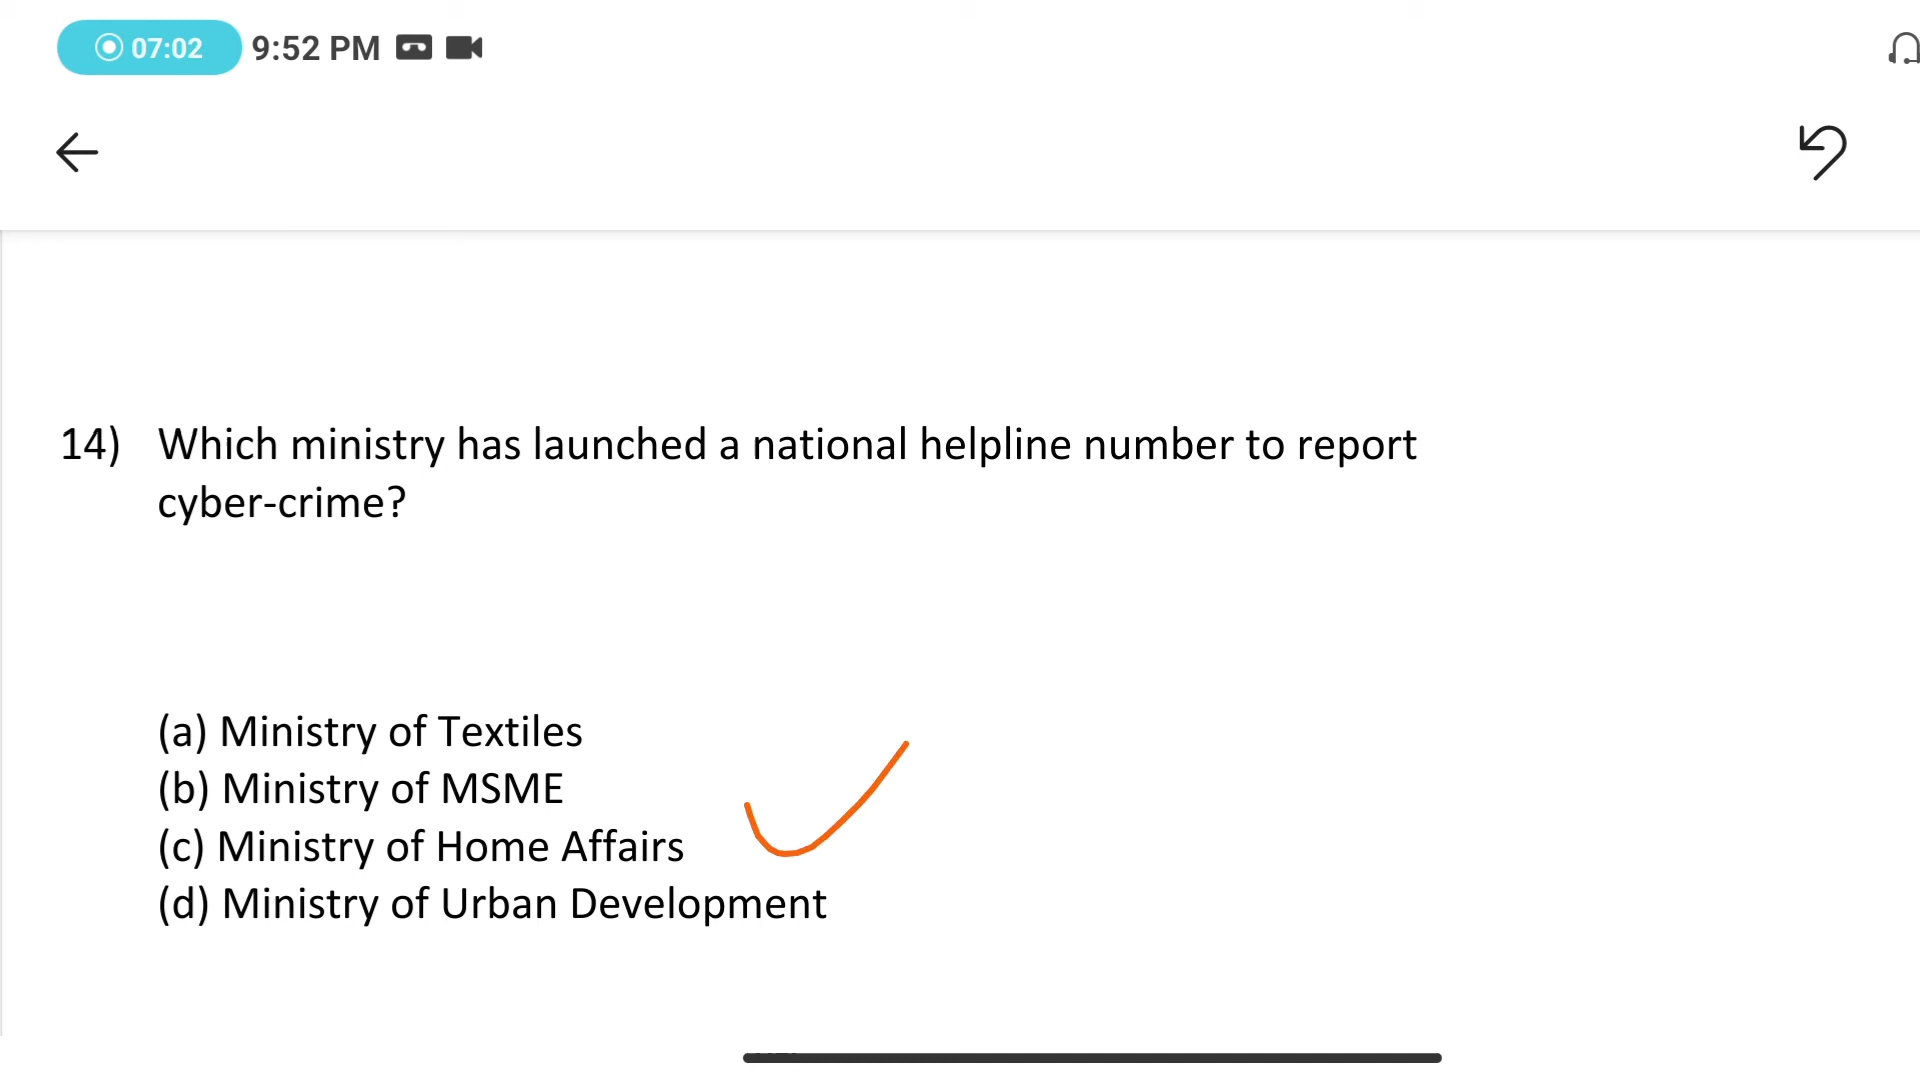 07:02 9:52 PM
14) Which ministry has launched a national helpline number to report
cyber-crime?
(a) Ministry of Textiles
(b) Ministry of MSME
(c) Ministry of Home Affairs
(d) Ministry of Urban Development